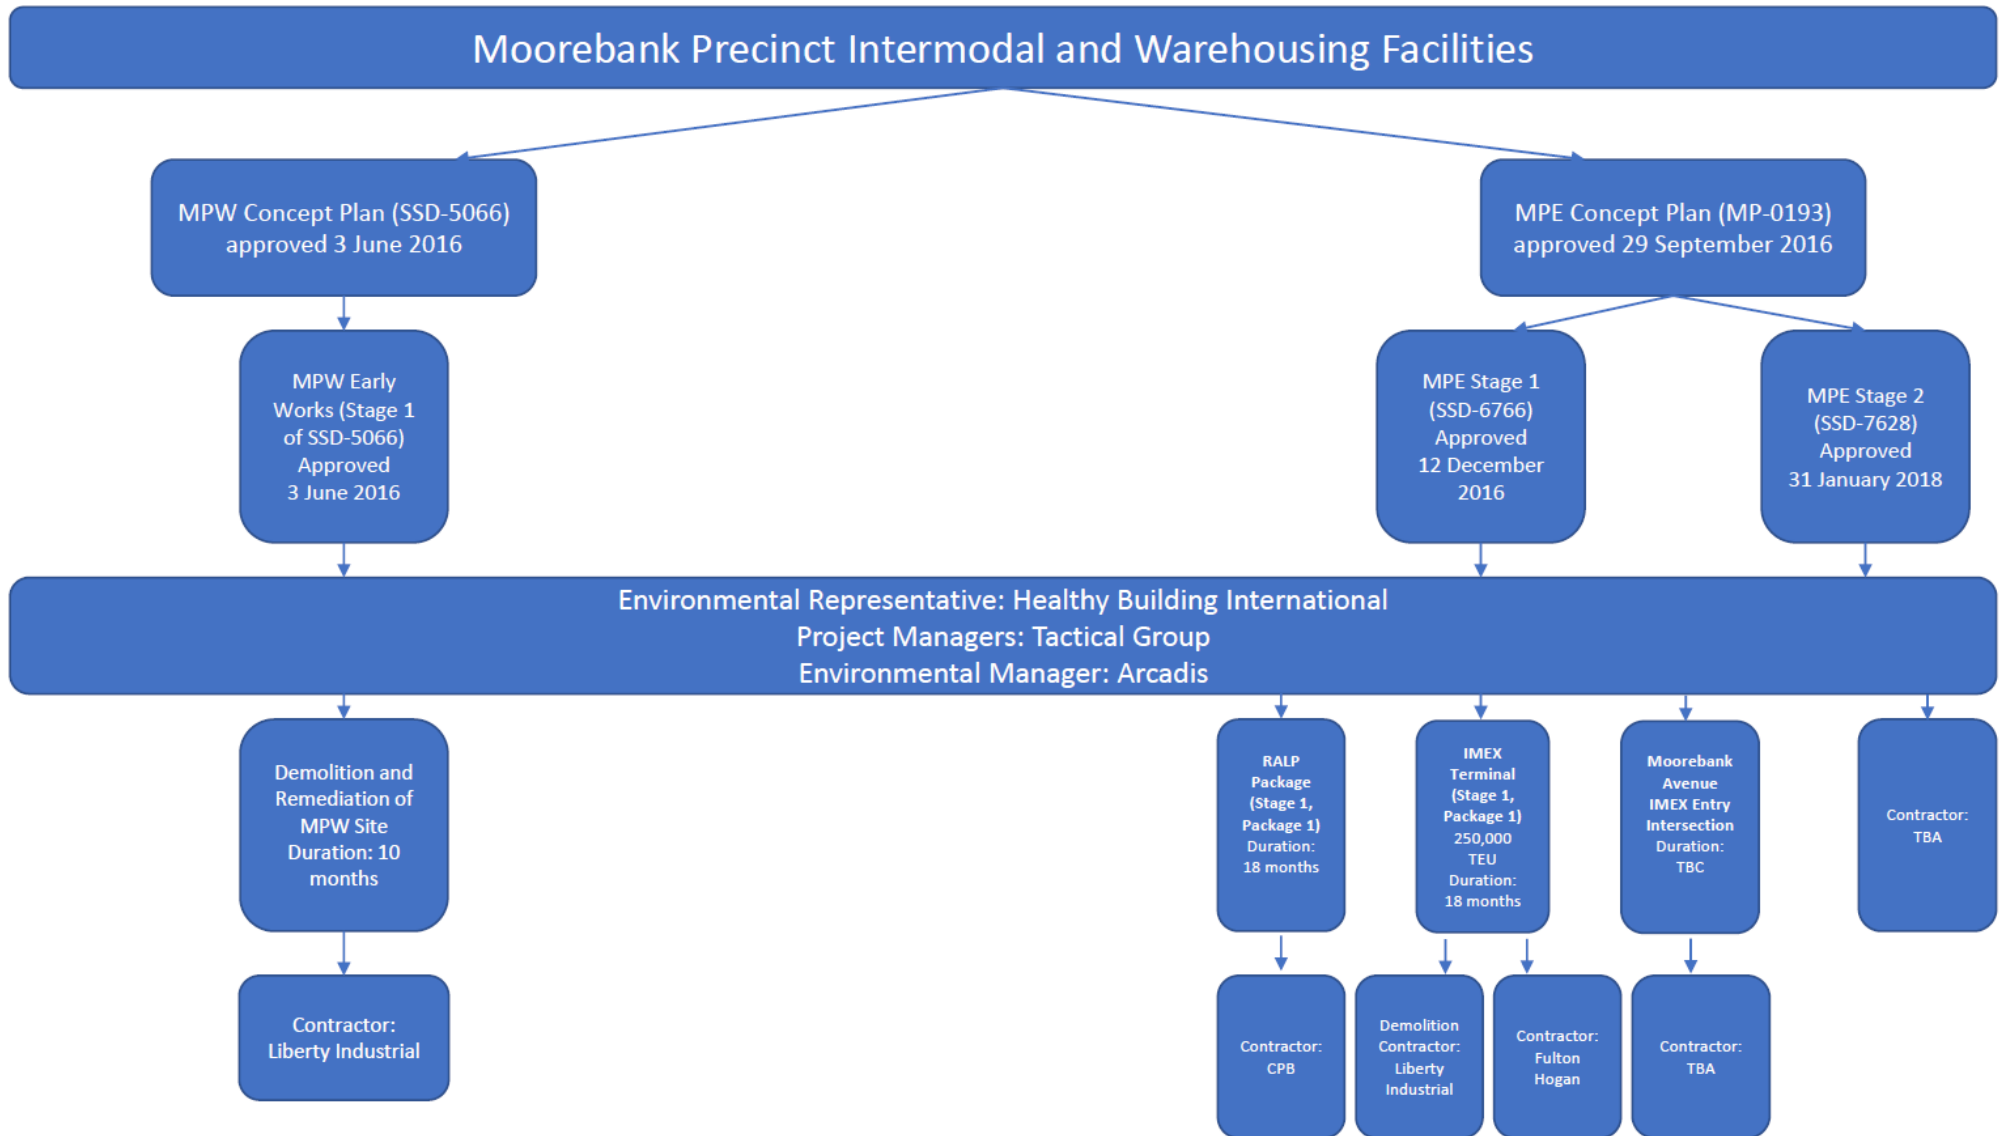 Moorebank Precinct Intermodal and Warehousing Facilities
MPW Concept Plan (SSD-5066)
approved 3 June 2016
MPE Concept Plan (MP-0193)
approved 29 September 2016
MPW Early
Works (Stage 1
of SSD-5066)
Approved
3 June 2016
MPE Stage 1
(SSD-6766)
Approved
12 December
2016
MPE Stage 2
(SSD-7628)
Approved
31 January 2018
Environmental Representative: Healthy Building International
Project Managers: Tactical Group
Environmental Manager: Arcadis
Demolition and
Remediation of
MPW Site
Duration: 10
months
RALP
Package
(Stage 1,
Package 1)
Duration:
18 months
IMEX
Terminal
(Stage 1,
Package 1)
250,000
TEU
Duration:
18 months
Moorebank
Avenue
IMEX Entry
Intersection
Duration:
TBC
Contractor:
TBA
Contractor:
Liberty Industrial
Contractor:
CPB
Demolition
Contractor:
Liberty
Industrial
Contractor:
Fulton
Hogan
Contractor:
TBA